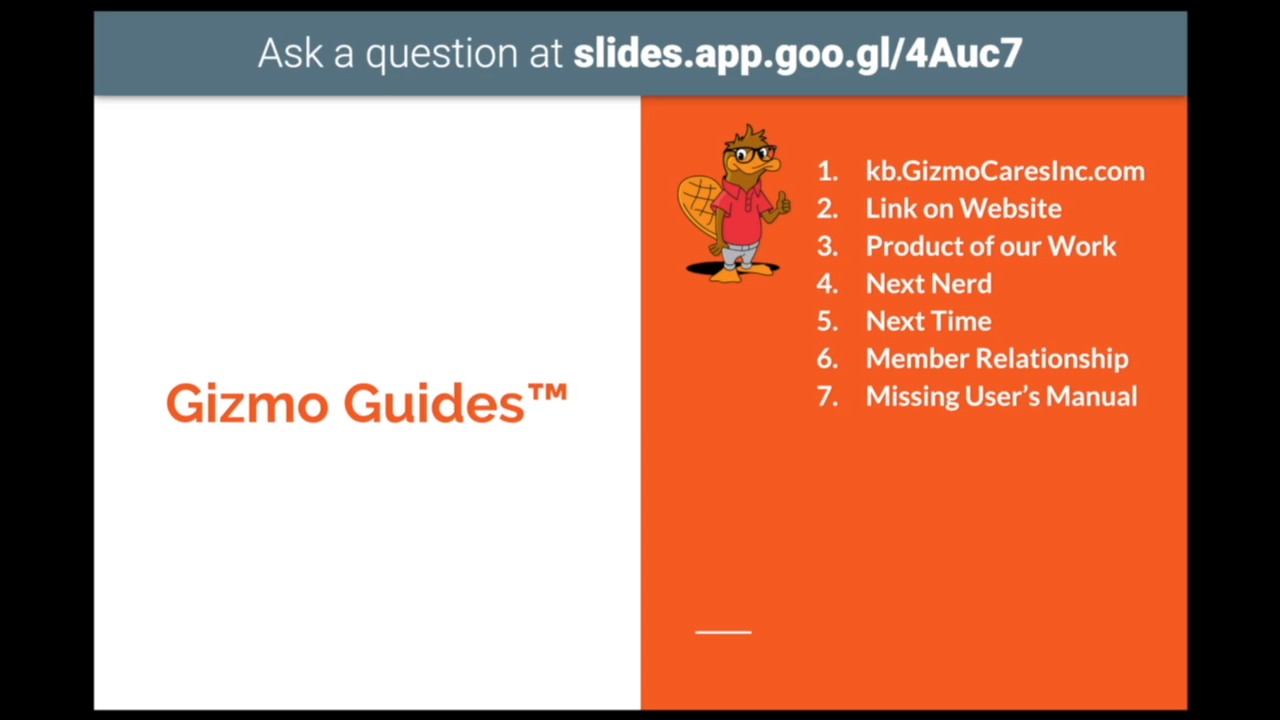 Ask a question at slides.app.goo.gl/4Auc7
Gizmo Guides™
1. kb.GizmoCaresInc.com
2. Link on Website
3. Product of our Work
4. Next Nerd
5. Next Time
6. Member Relationship
7. Missing User’s Manual